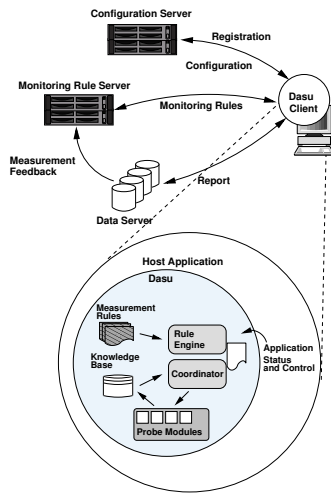 Configuration Server
Registration
Configuration
Dasu
Client
Monitoring Rule Server
Monitoring Rules
Measurement
Feedback
Report
Data Server
Host Application
Dasu
Measurement
Rules
Rule
Engine
Application
Status
and Control
Knowledge
Base
Coordinator
Probe Modules